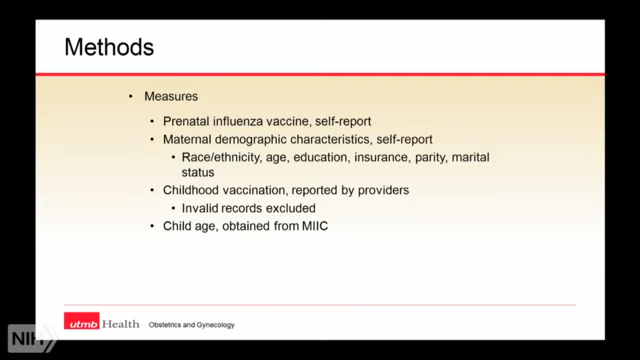 Methods
• Measures
• Prenatal influenza vaccine, self-report
• Maternal demographic characteristics, self-report
• Race/ethnicity, age, education, insurance, parity, marital
status
• Childhood vaccination, reported by providers
• Invalid records excluded
• Child age, obtained from MIIC
utmb Health Obstetrics and Gynecology
NIH